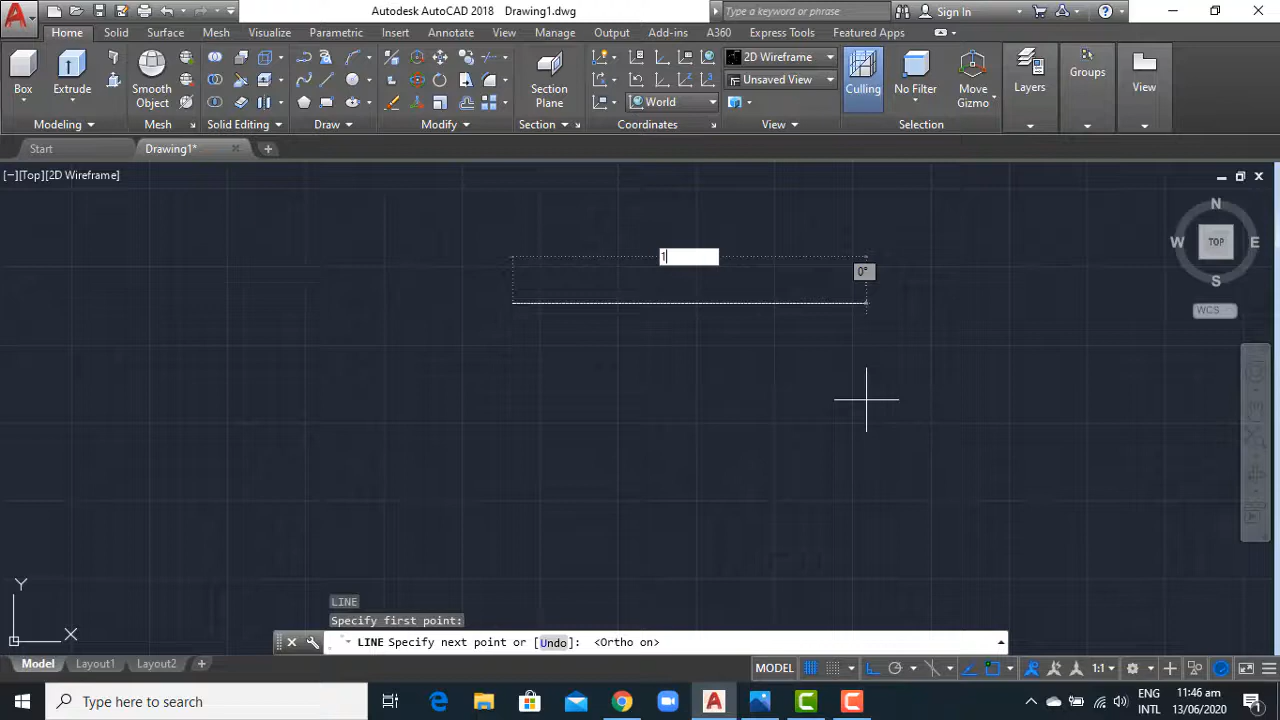 Autodesk AutoCAD 2018 Drawing1.dwg
Type a keyword or phrase
Sign In
Home Solid Surface Mesh Visualize Parametric Insert Annotate View Manage Output Add-ins A360 Express Tools Featured Apps
Box
Extrude
Smooth
Object
Section
Plane
World
2D Wireframe
Unsaved View
Culling
No Filter
Move
Gizmo
Layers
Groups
View
Modeling Mesh Solid Editing Draw Modify Section Coordinates View Selection
Start Drawing1* +
[−][Top][2D Wireframe]
N
W TOP E
S
WCS
1
0°
Y
X
LINE
Specify first point:
LINE Specify next point or [Undo]: <Ortho on>
Model Layout1 Layout2 +
MODEL 1:1
Type here to search
ENG
INTL
11:46 am
13/06/2020
1